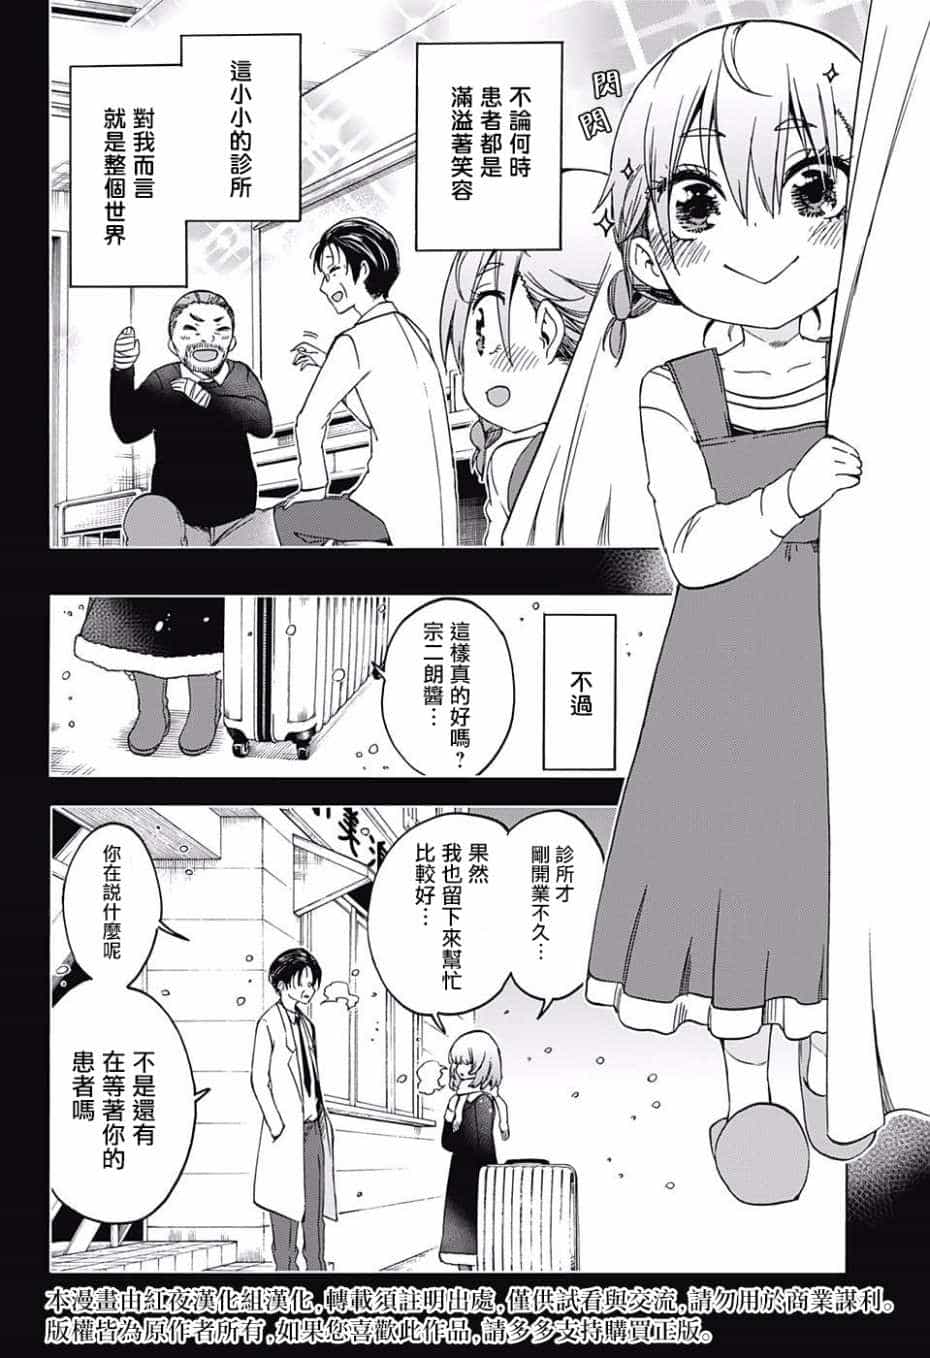 閃
閃
不論何時
患者都是
滿溢著笑容
這小小的診所
對我而言
就是整個世界
不過
這樣真的好嗎?
宗二朗醬…
診所才
剛開業不久…
果然
我也留下來幫忙
比較好…
你在說什麼呢
不是還有
在等著你的
患者嗎
本漫畫由紅夜漢化組漢化,轉載須註明出處,僅供試看與交流,請勿用於商業謀利。
版權皆為原作者所有,如果您喜歡此作品,請多多支持購買正版。